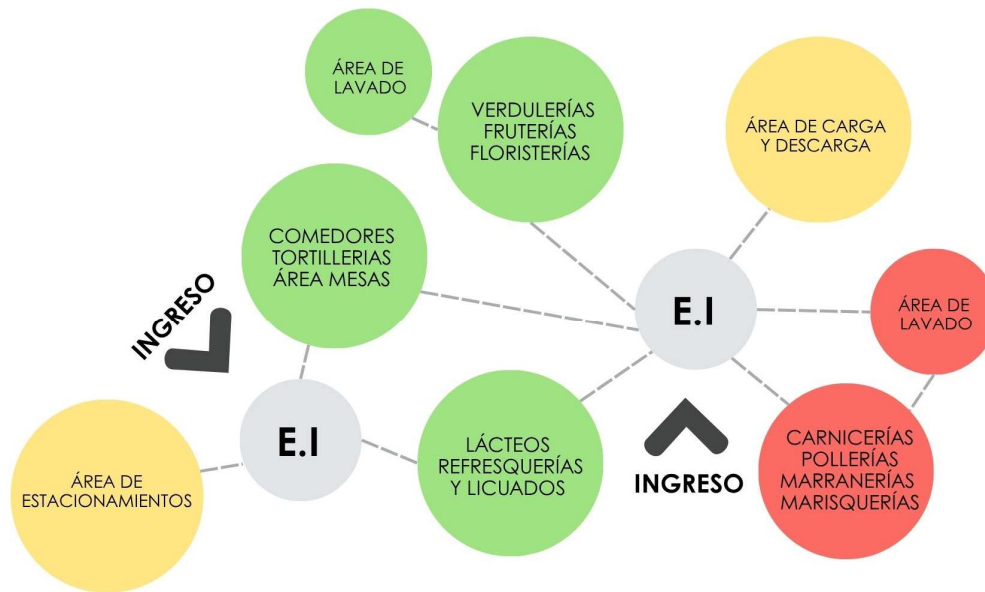 ÁREA DE
LAVADO
VERDULERÍAS
FRUTERÍAS
FLORISTERÍAS
ÁREA DE CARGA
Y DESCARGA
COMEDORES
TORTILLERIAS
ÁREA MESAS
INGRESO
E.I
ÁREA DE
LAVADO
E.I
LÁCTEOS
REFRESQUERÍAS
Y LICUADOS
INGRESO
CARNICERÍAS
POLLERÍAS
MARRANERÍAS
MARISQUERÍAS
ÁREA DE
ESTACIONAMIENTOS